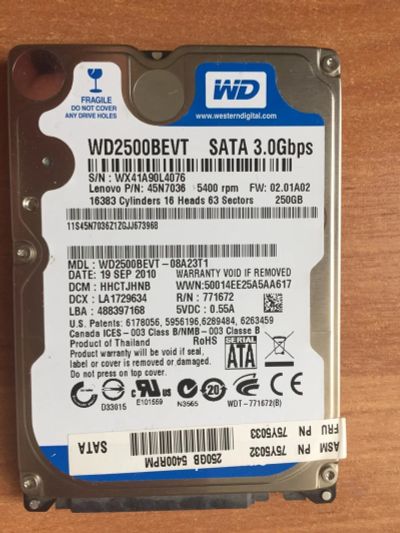 FRAGILE
DO NOT COVER
ANY DRIVE HOLES
WD
www.westerndigital.com
WD2500BEVT SATA 3.0Gbps
S/N: WX41A90L4076
Lenovo P/N: 45N7036 5400 rpm FW: 02.01A02
16383 Cylinders 16 Heads 63 Sectors 250GB
11S45N7036Z1ZGJJ673968
MDL: WD2500BEVT-08A23T1
DATE: 19 SEP 2010 WARRANTY VOID IF REMOVED
DCM: HHCTJHNB WWN:50014EE25A5AA617
DCX: LA1729634 R/N: 771672
LBA: 488397168 5VDC: 0.55A
U.S. Patents: 6178056, 5956196,6269484, 6263459
Canada ICES-003 Class B/NMB-003 Classe B
Product of Thailand RoHS
Product warranty will be void if seal,
label or cover is removed or damaged.
Do not press on top cover.
SERIAL
ATA
D33015
E101559
N3565
20
WDT-771672(B)
SATA
250GB 5400RPM
ASM PN 75Y5032
FRU PN 75Y5033